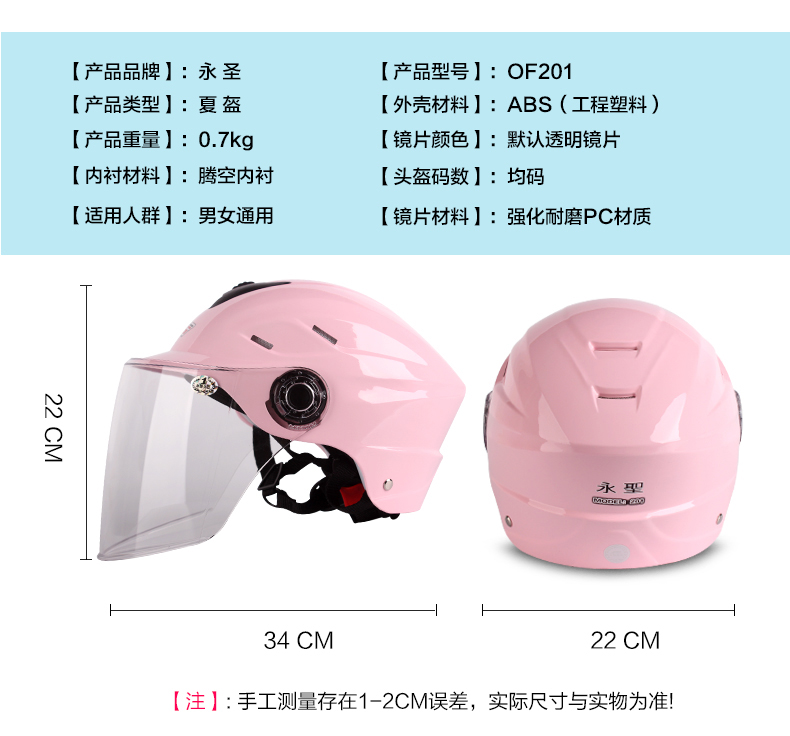 【产品品牌】：永 圣
【产品型号】：OF201
【产品类型】：夏 盔
【外壳材料】：ABS（工程塑料）
【产品重量】：0.7kg
【镜片颜色】：默认透明镜片
【内衬材料】：腾空内衬
【头盔码数】：均码
【适用人群】：男女通用
【镜片材料】：强化耐磨PC材质
22 CM
永 聖
34 CM
22 CM
【注】: 手工测量存在1-2CM误差，实际尺寸与实物为准!